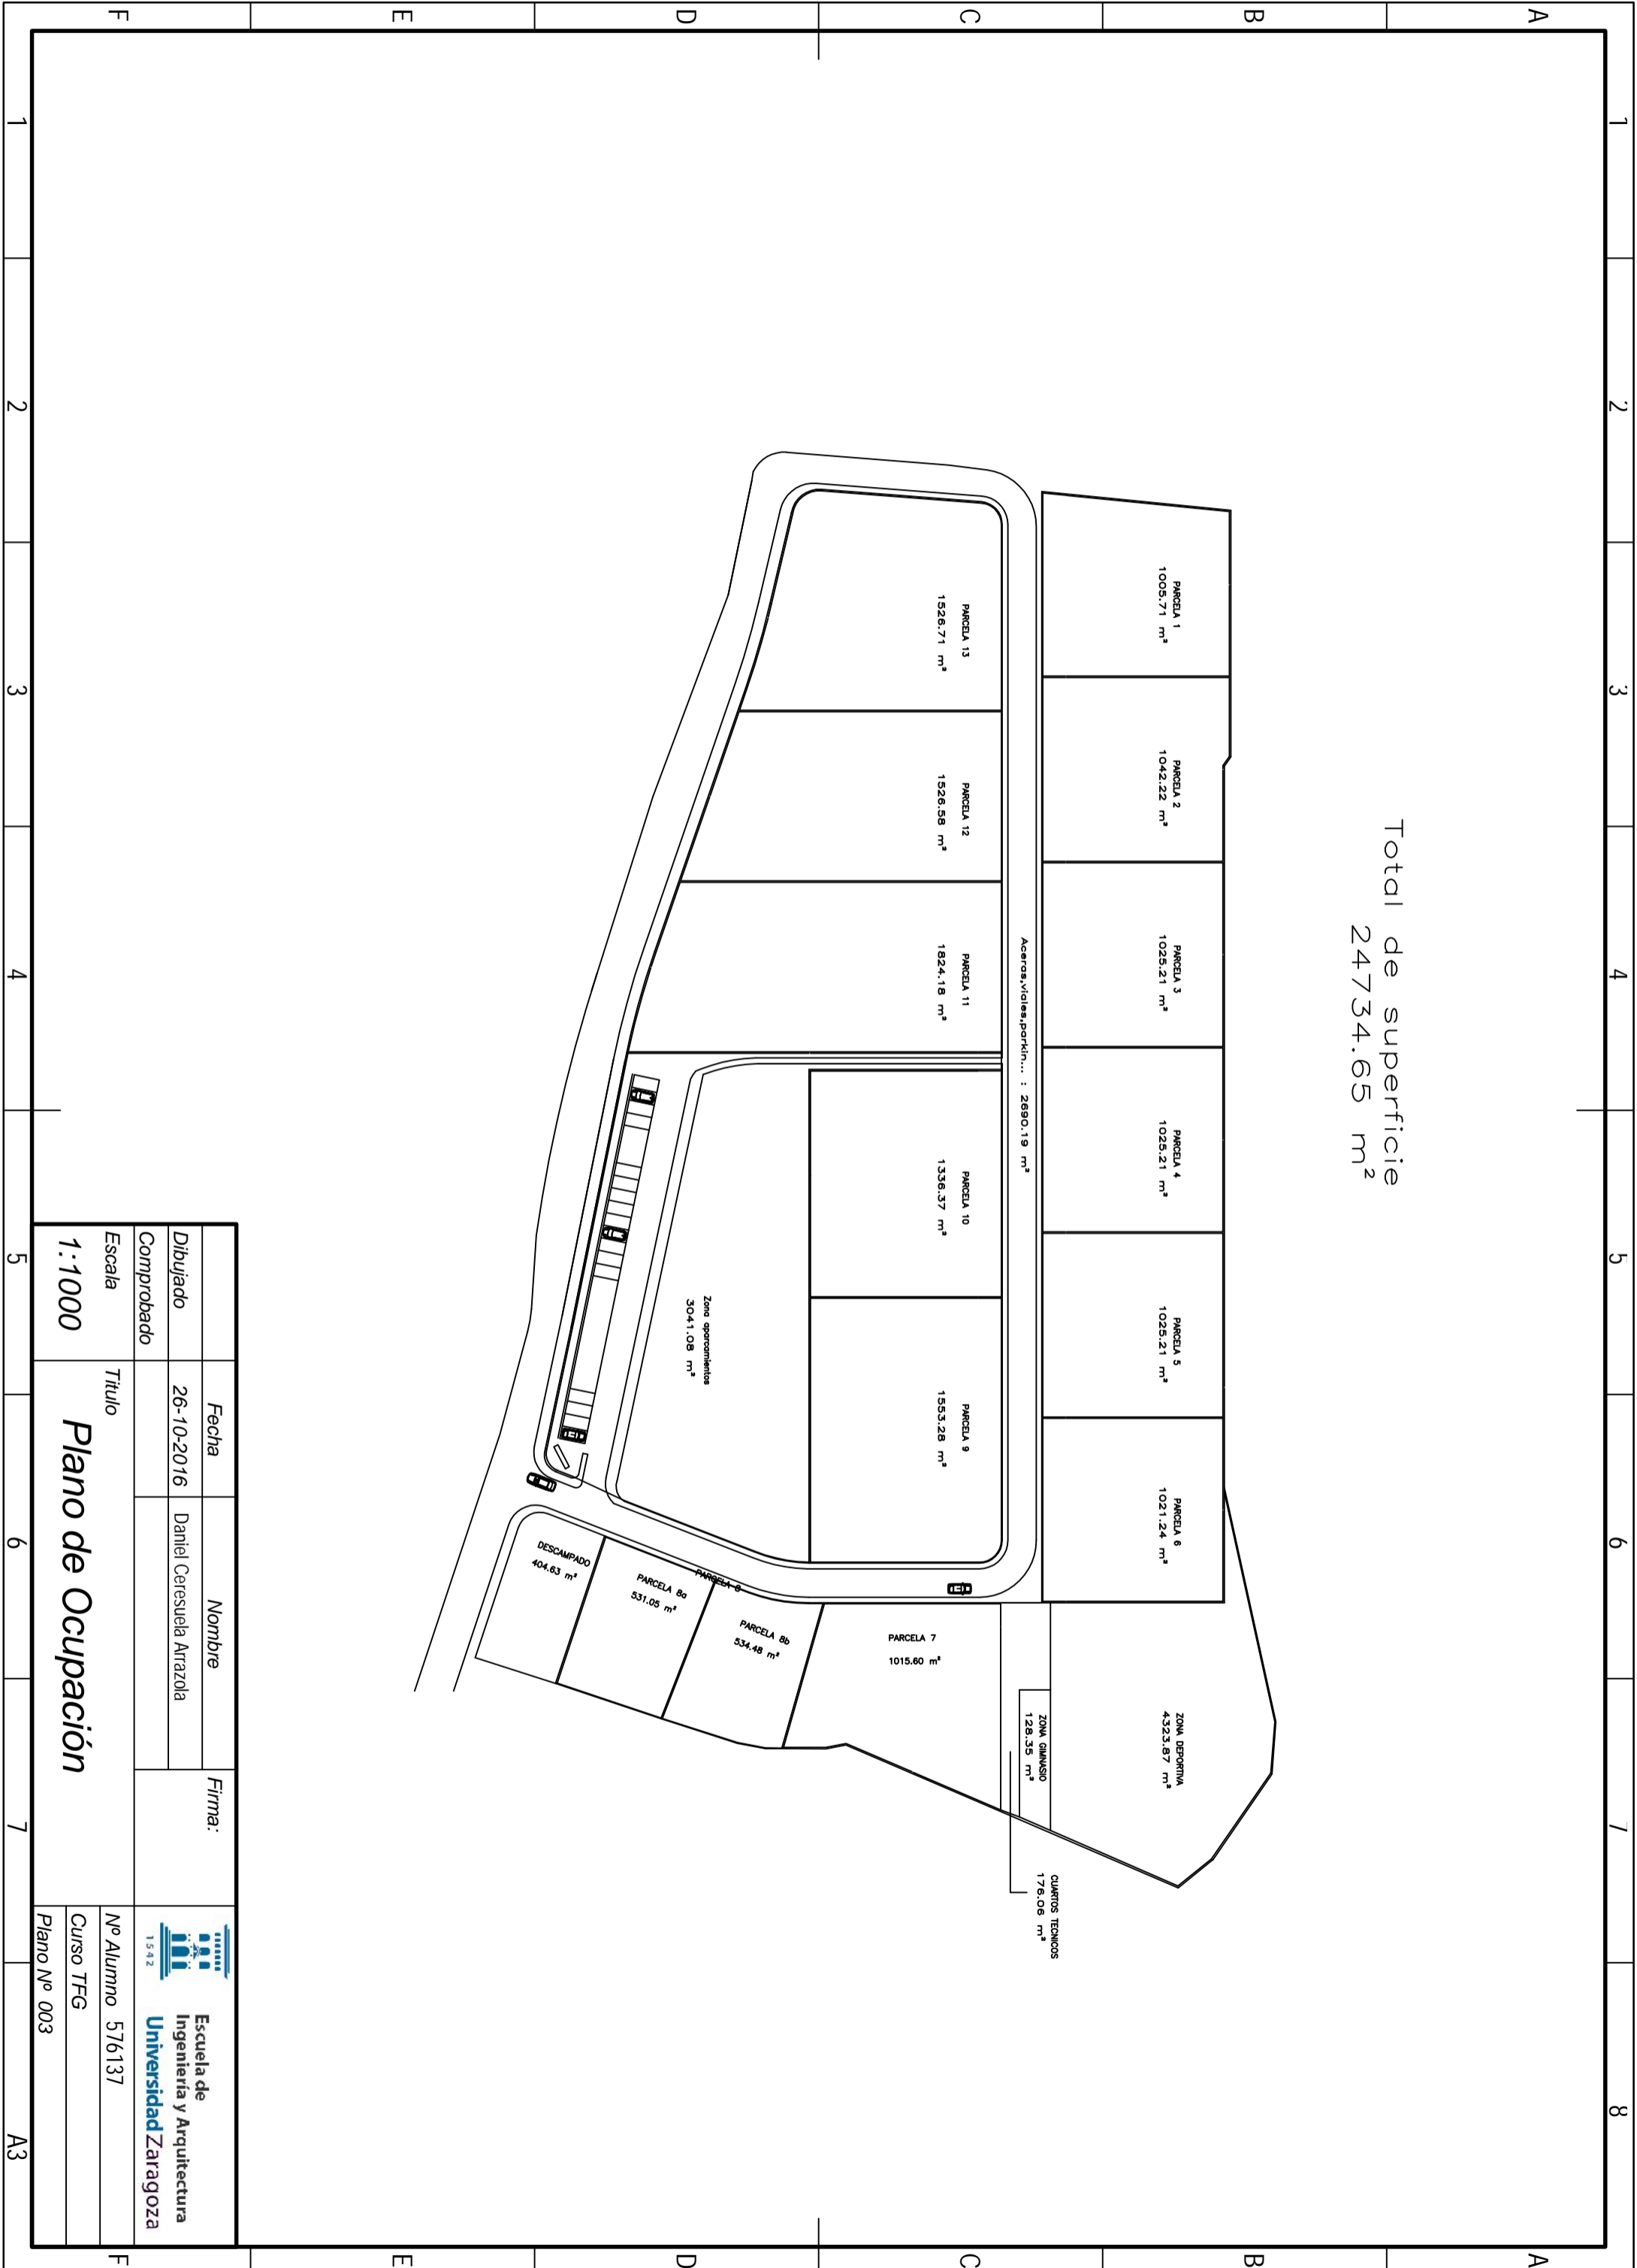 A
B
C
D
E
F
1
2
3
4
5
6
7
8
Total de superficie
24734.65 m²
PARCELA 1
1005.71 m²
PARCELA 2
1042.22 m²
PARCELA 3
1025.21 m²
PARCELA 4
1025.21 m²
PARCELA 5
1025.21 m²
PARCELA 6
1021.24 m²
ZONA DEPORTIVA
4323.87 m²
Aceras,viales,parkin... : 2690.19 m²
ZONA GIMNASIO
128.35 m²
CUARTOS TECNICOS
176.06 m²
PARCELA 13
1526.71 m²
PARCELA 12
1526.58 m²
PARCELA 11
1824.18 m²
PARCELA 10
1336.37 m²
PARCELA 9
1553.28 m²
PARCELA 7
1015.60 m²
Zona aparcamientos
3041.08 m²
PARCELA 8
PARCELA 8b
534.48 m²
PARCELA 8a
531.05 m²
DESCAMPADO
404.63 m²
Fecha
Nombre
Firma:
Dibujado
26-10-2016
Daniel Ceresuela Arrazola
Comprobado
Escala
1:1000
Titulo
Plano de Ocupación
1542
Escuela de
Ingeniería y Arquitectura
Universidad Zaragoza
Nº Alumno 576137
Curso TFG
Plano Nº 003
1
2
3
4
5
6
7
A3
A
B
C
D
E
F